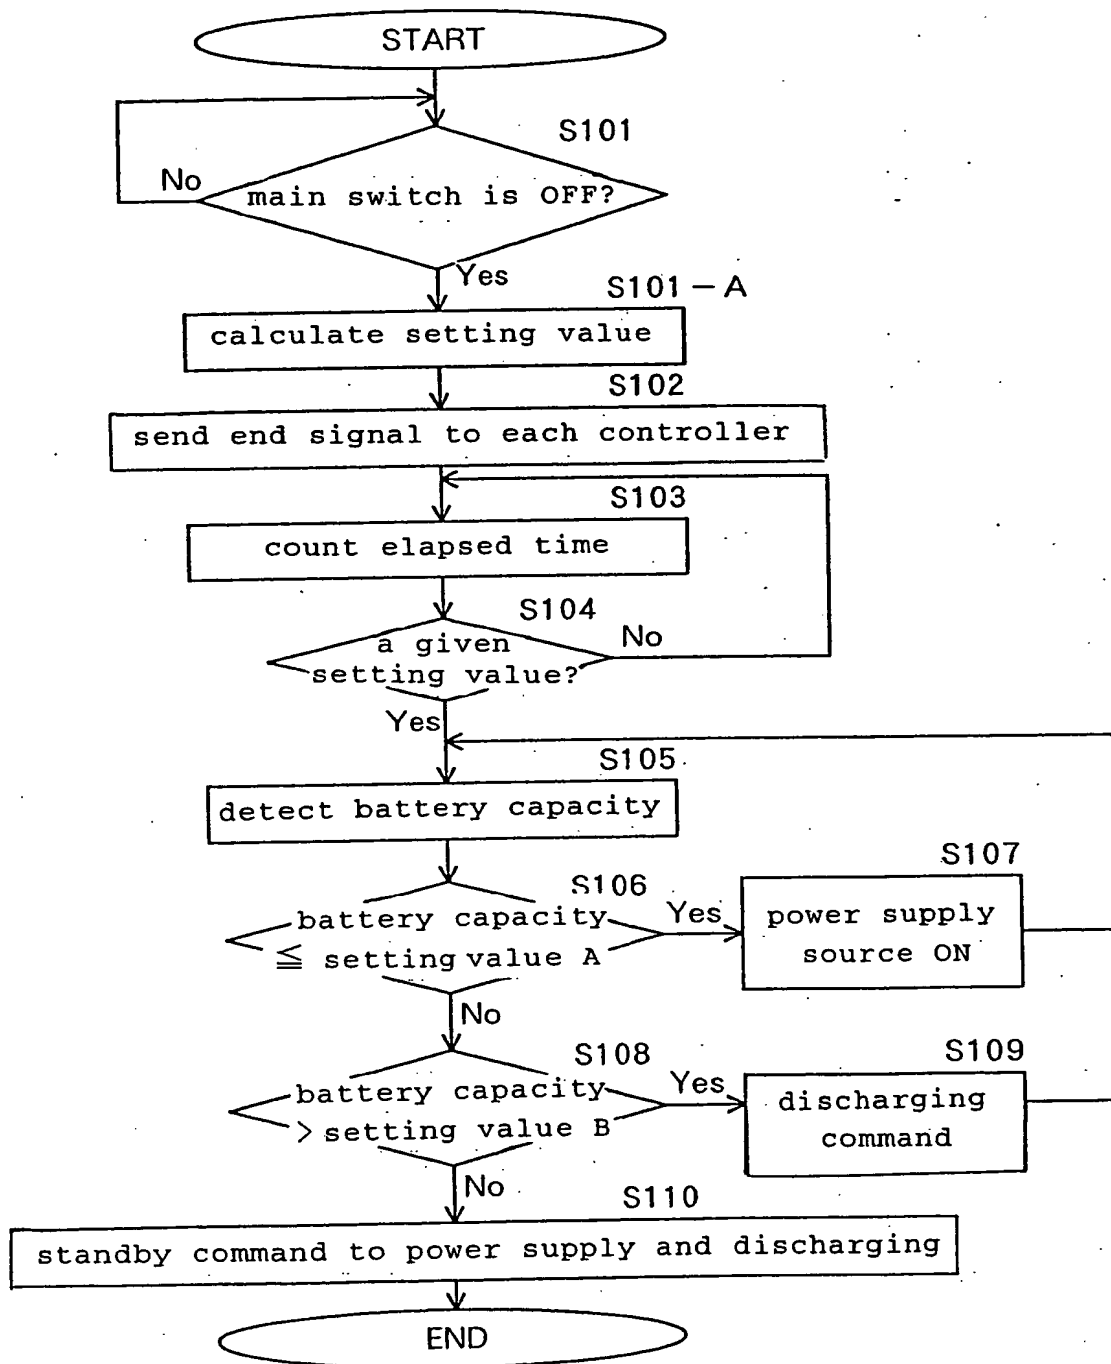 START
S101
No
main switch is OFF?
Yes
S101-A
calculate setting value
S102
send end signal to each controller
S103
count elapsed time
S104
a given
No
setting value?
Yes
S105
detect battery capacity
S107
S106
battery capacity
Yes
power supply
≦ setting value A
source ON
No
S109
S108
battery capacity
Yes
discharging
> setting value B
command
No
S110
standby command to power supply and discharging
END